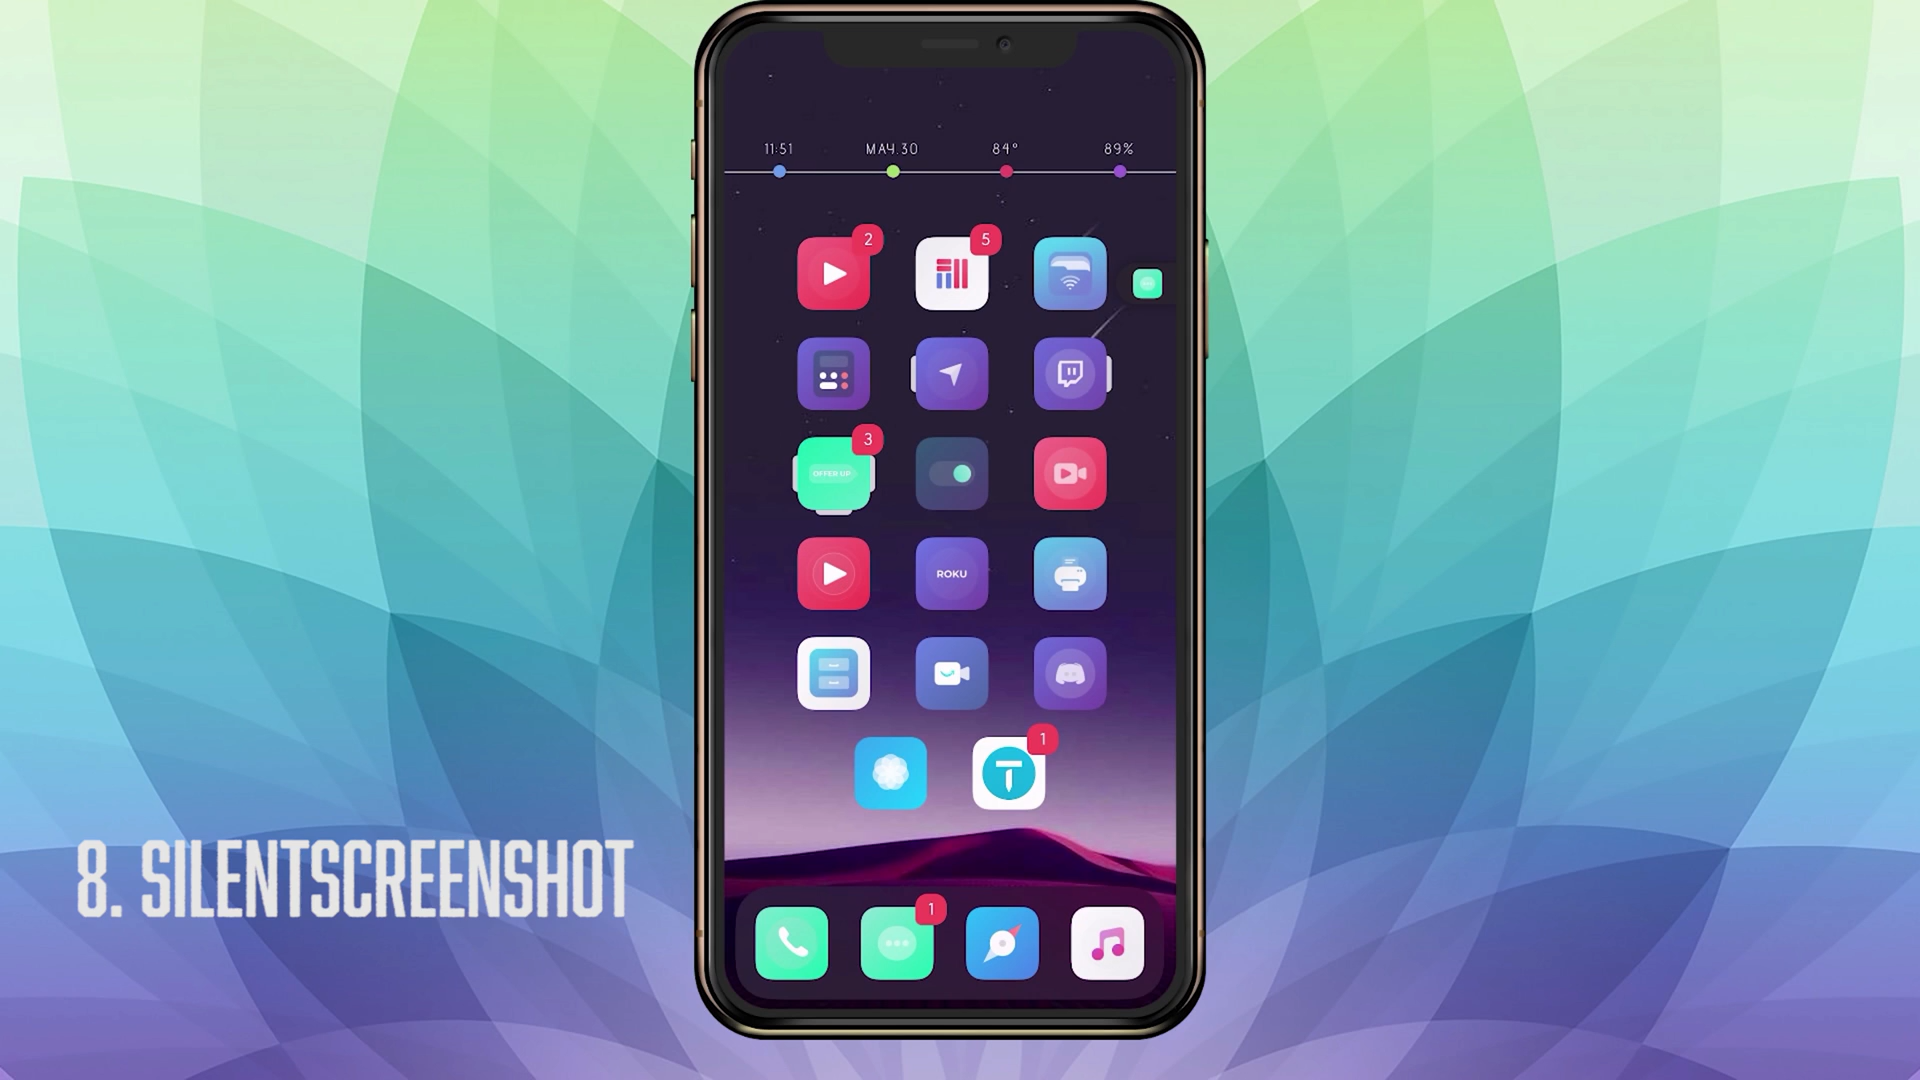 11:51 MAY.30 84° 89%
2 5
3
OFFER UP
ROKU
1
8. SILENTSCREENSHOT
1